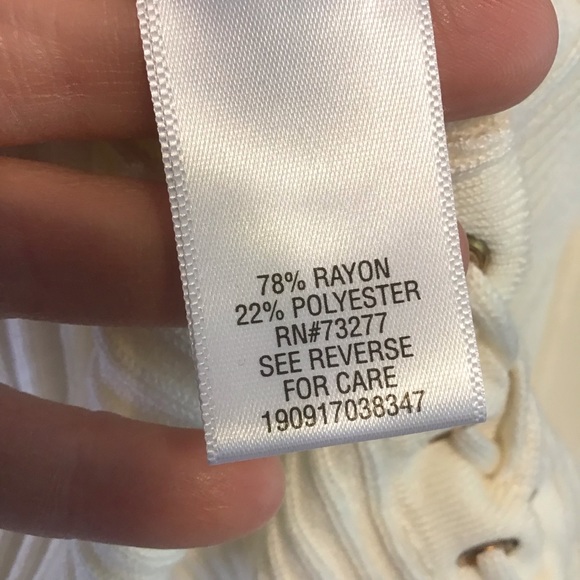 78% RAYON
22% POLYESTER
RN#73277
SEE REVERSE
FOR CARE
190917038347